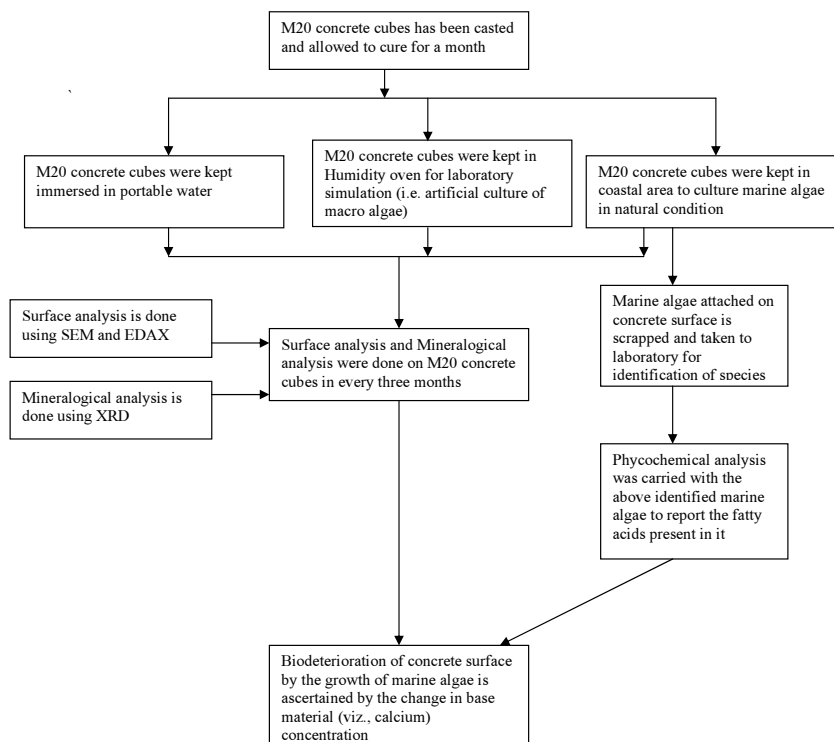 M20 concrete cubes has been casted
and allowed to cure for a month
M20 concrete cubes were kept
immersed in portable water
M20 concrete cubes were kept in
Humidity oven for laboratory
simulation (i.e. artificial culture of
macro algae)
M20 concrete cubes were kept in
coastal area to culture marine algae
in natural condition
Surface analysis is done
using SEM and EDAX
Mineralogical analysis is
done using XRD
Surface analysis and Mineralogical
analysis were done on M20 concrete
cubes in every three months
Marine algae attached on
concrete surface is
scrapped and taken to
laboratory for
identification of species
Phycochemical analysis
was carried with the
above identified marine
algae to report the fatty
acids present in it
Biodeterioration of concrete surface
by the growth of marine algae is
ascertained by the change in base
material (viz., calcium)
concentration